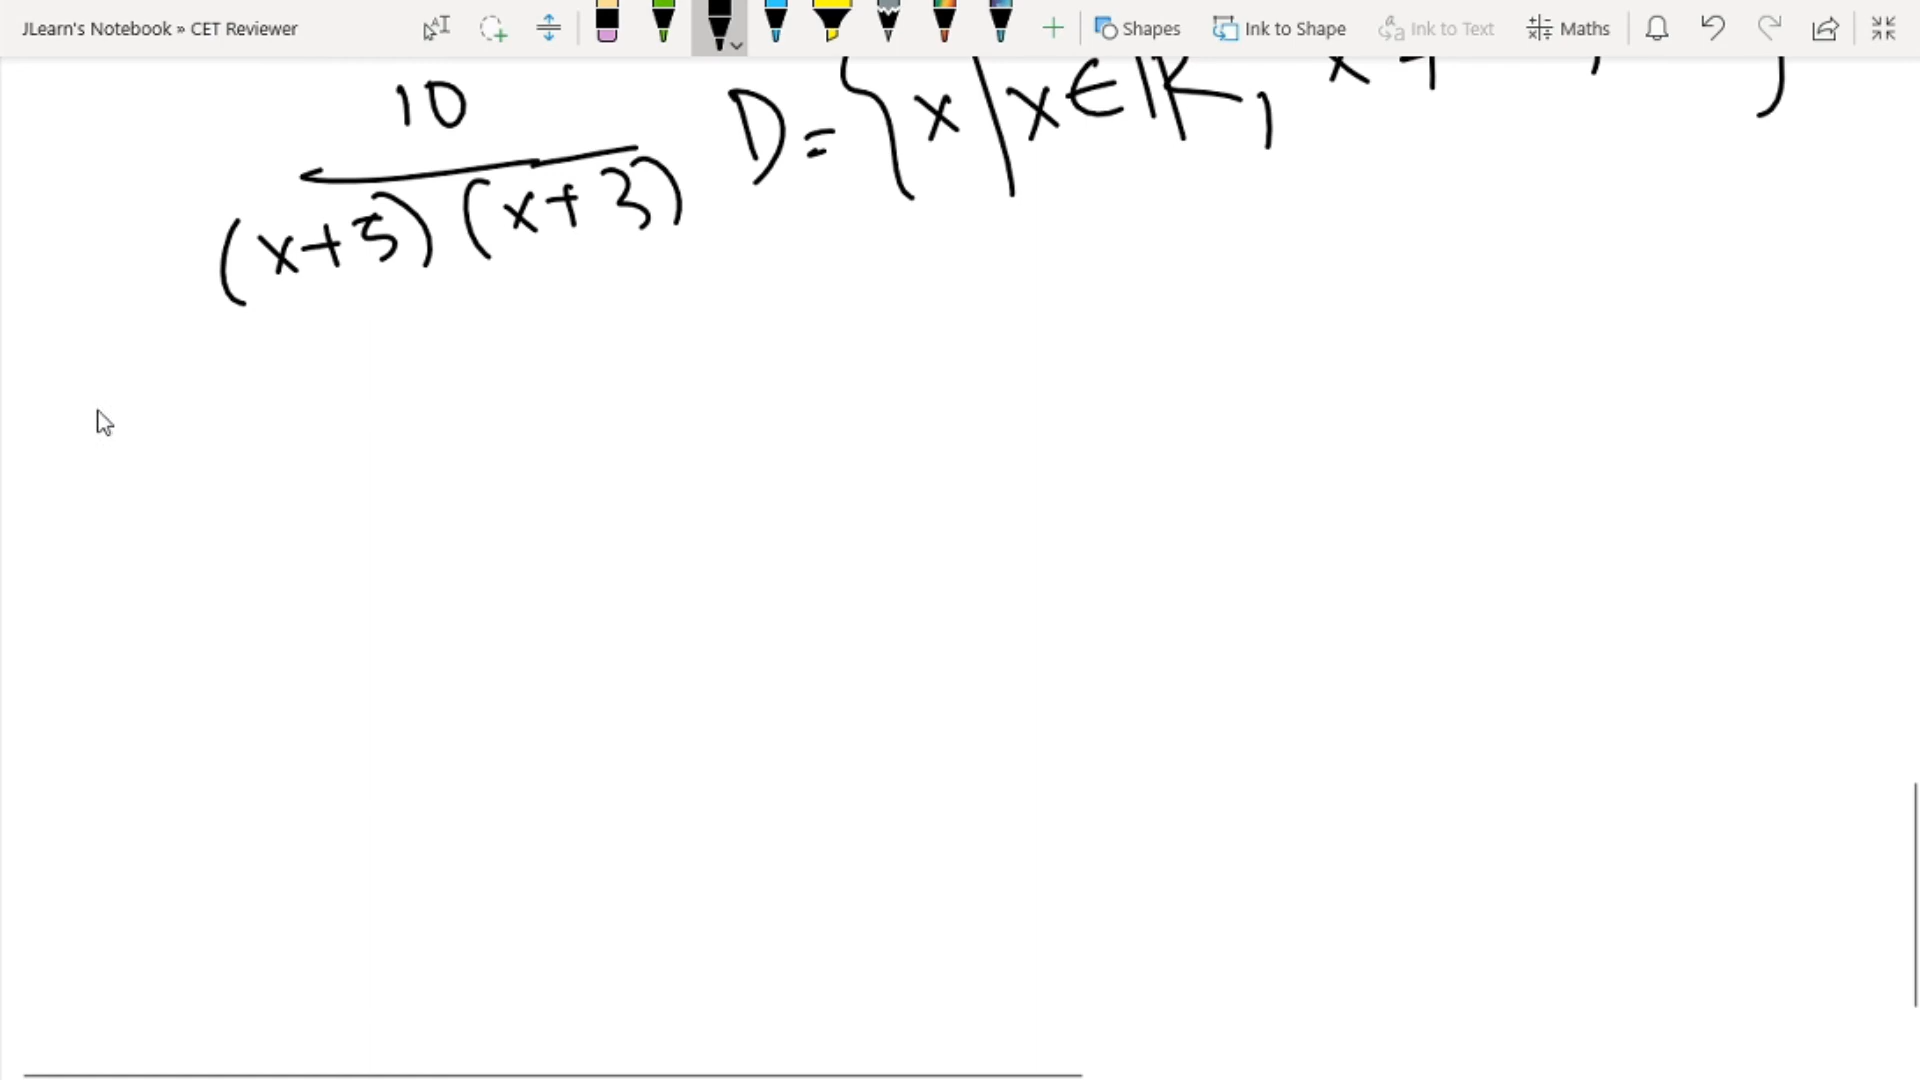 JLearn's Notebook » CET Reviewer
Shapes
Ink to Shape
Ink to Text
Maths
10
(x+5)(x+3)
D={x|x∈ℝ,